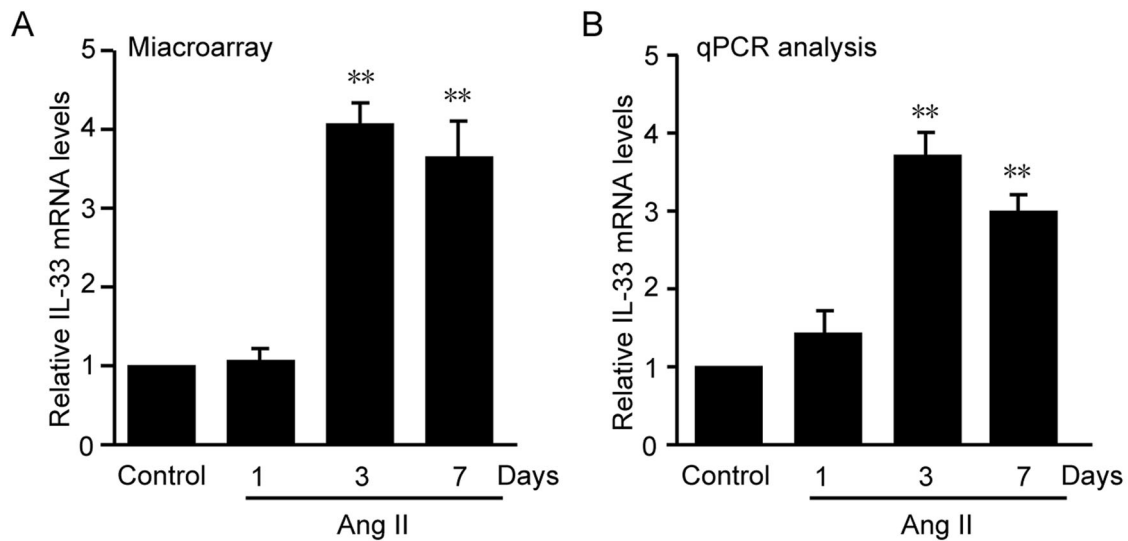 A
Miacroarray
Relative IL-33 mRNA levels
5
4
3
2
1
0
**
**
Control 1 3 7 Days
Ang II
B
qPCR analysis
Relative IL-33 mRNA levels
5
4
3
2
1
0
**
**
Control 1 3 7 Days
Ang II